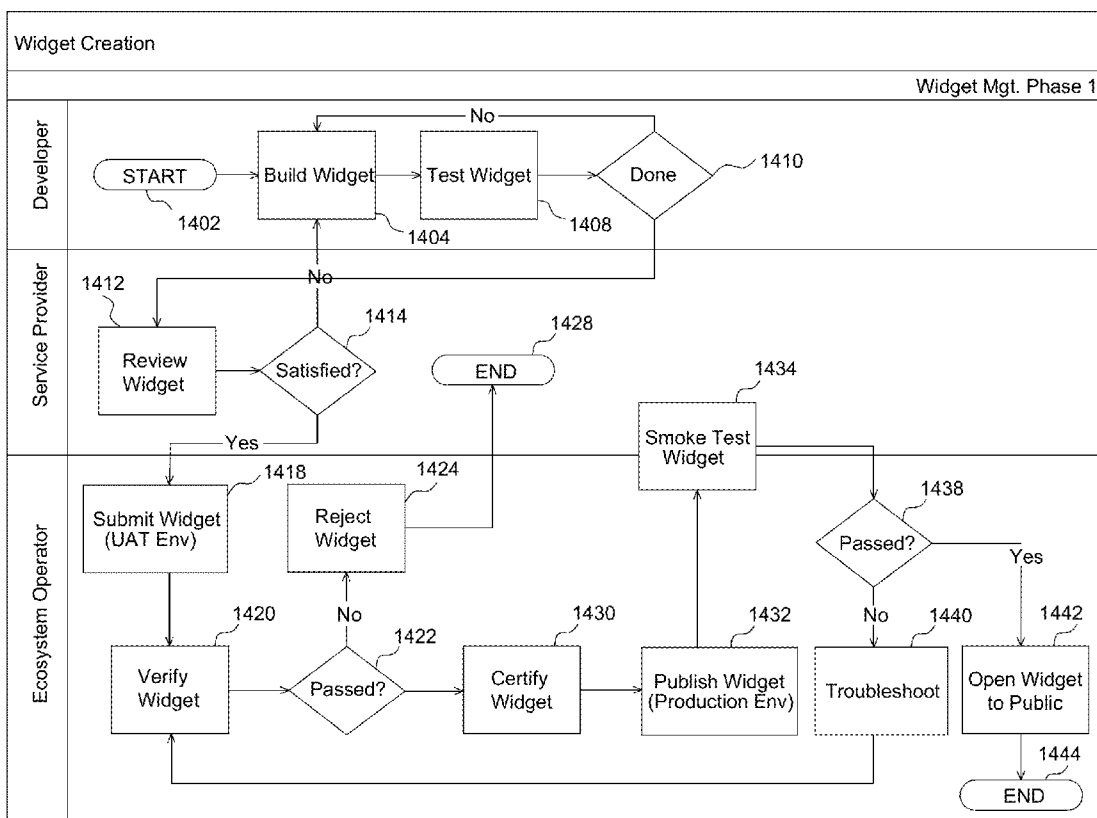 Widget Creation
Widget Mgt. Phase 1
Developer
START
1402
Build Widget
1404
Test Widget
1408
No
Done
1410
Service Provider
1412
Review
Widget
No
1414
Satisfied?
Yes
1428
END
1434
Smoke Test
Widget
Ecosystem Operator
1418
Submit Widget
(UAT Env)
1424
Reject
Widget
1438
Passed?
Yes
No
1420
Verify
Widget
No
1422
Passed?
1430
Certify
Widget
1432
Publish Widget
(Production Env)
1440
Troubleshoot
1442
Open Widget
to Public
1444
END